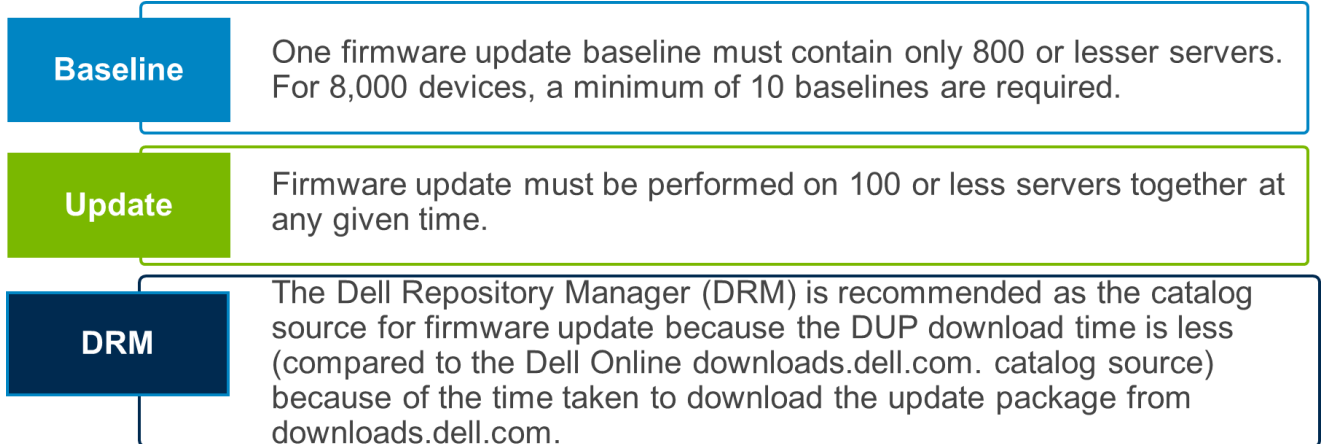 Baseline
One firmware update baseline must contain only 800 or lesser servers.
For 8,000 devices, a minimum of 10 baselines are required.
Update
Firmware update must be performed on 100 or less servers together at
any given time.
DRM
The Dell Repository Manager (DRM) is recommended as the catalog
source for firmware update because the DUP download time is less
(compared to the Dell Online downloads.dell.com. catalog source)
because of the time taken to download the update package from
downloads.dell.com.